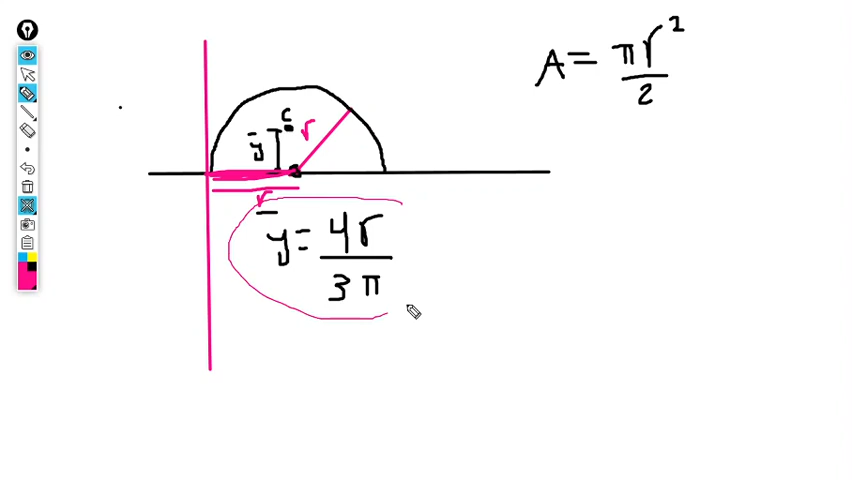 A = πr²/2
C
r
ȳ
r
ȳ = 4r/3π